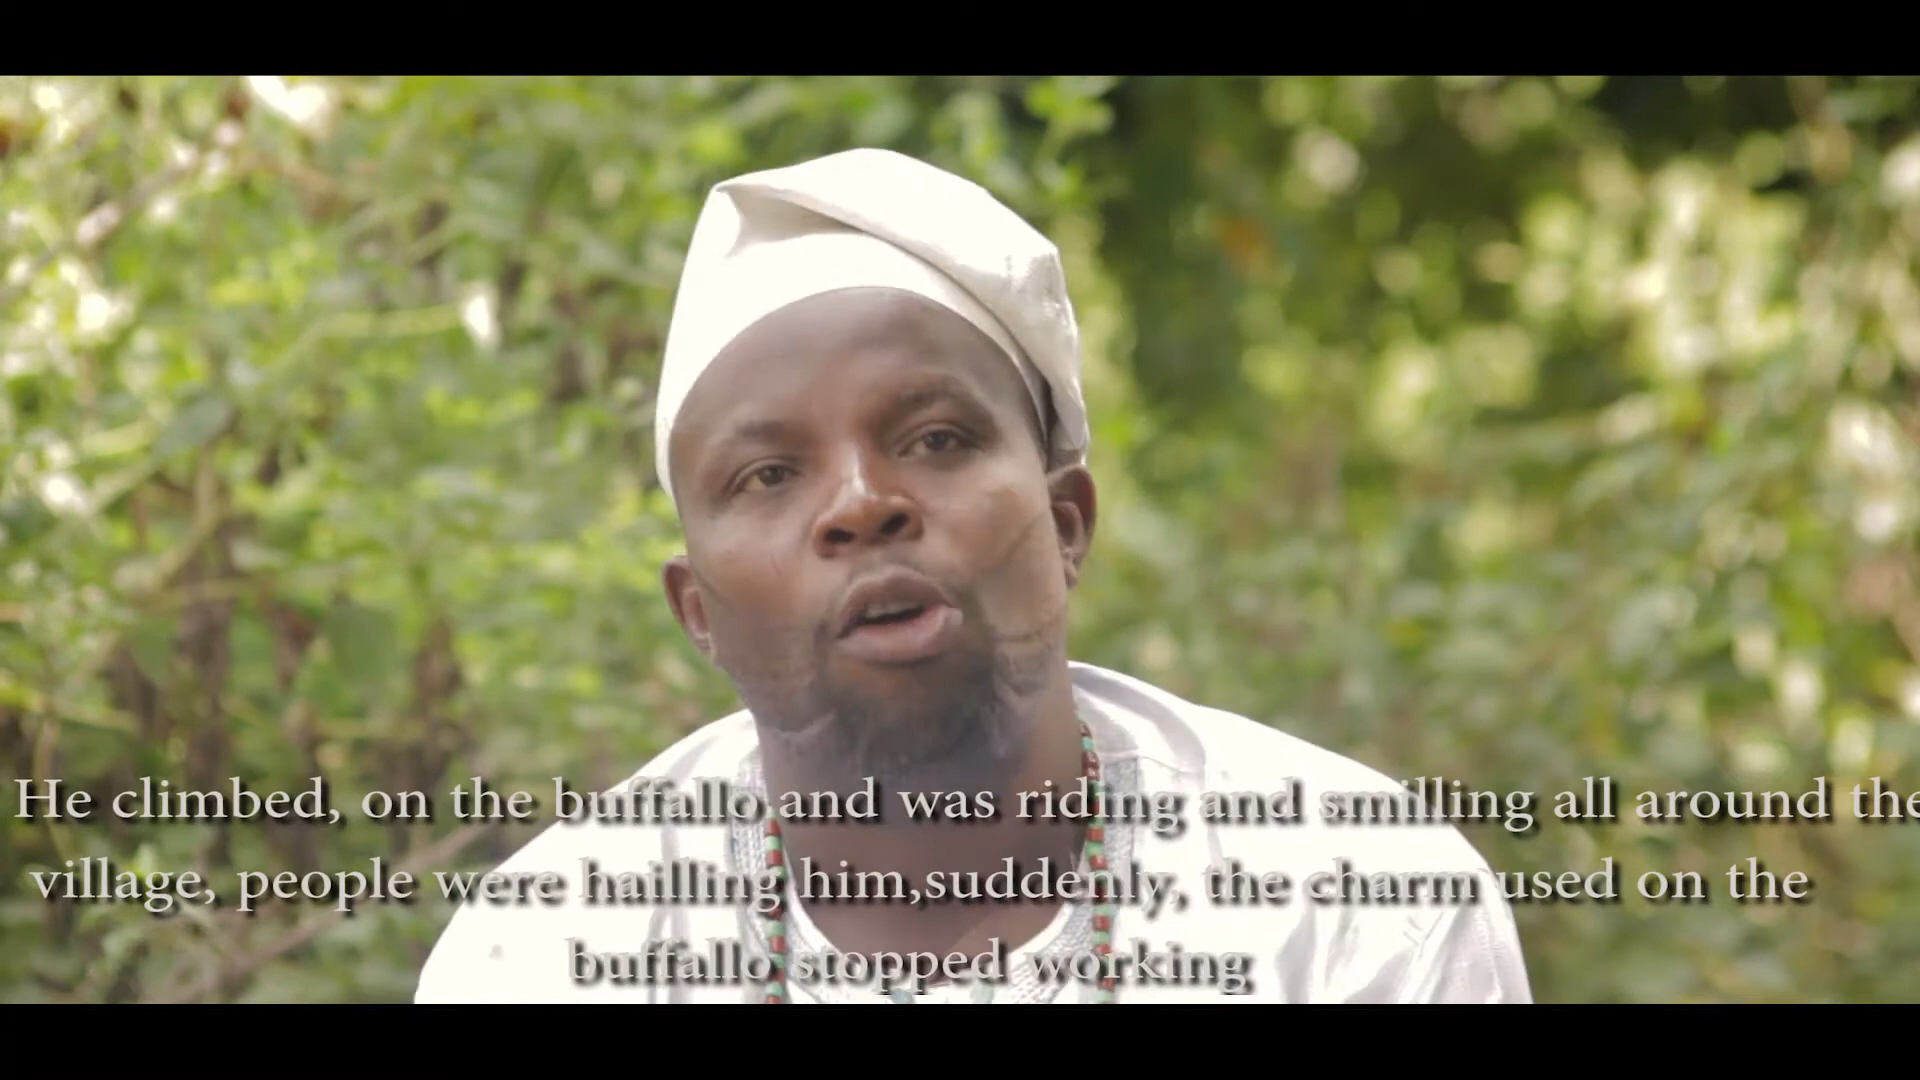 He climbed, on the buffallo and was riding and smilling all around the
village, people were hailling him,suddenly, the charm used on the
buffallo stopped working